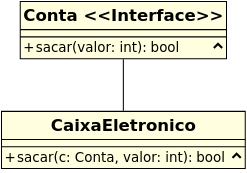 Conta <<Interface>>
+sacar(valor: int): bool
CaixaEletronico
+sacar(c: Conta, valor: int): bool